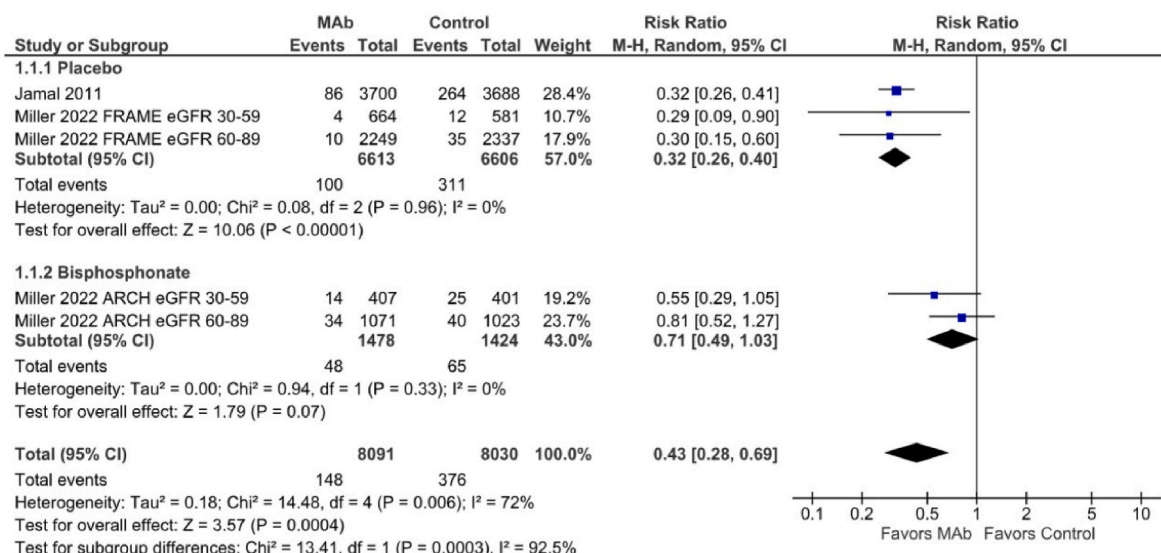 MAb Control Risk Ratio Risk Ratio
Study or Subgroup Events Total Events Total Weight M-H, Random, 95% CI M-H, Random, 95% CI
1.1.1 Placebo
Jamal 2011 86 3700 264 3688 28.4% 0.32 [0.26, 0.41]
Miller 2022 FRAME eGFR 30-59 4 664 12 581 10.7% 0.29 [0.09, 0.90]
Miller 2022 FRAME eGFR 60-89 10 2249 35 2337 17.9% 0.30 [0.15, 0.60]
Subtotal (95% CI) 6613 6606 57.0% 0.32 [0.26, 0.40]
Total events 100 311
Heterogeneity: Tau² = 0.00; Chi² = 0.08, df = 2 (P = 0.96); I² = 0%
Test for overall effect: Z = 10.06 (P < 0.00001)
1.1.2 Bisphosphonate
Miller 2022 ARCH eGFR 30-59 14 407 25 401 19.2% 0.55 [0.29, 1.05]
Miller 2022 ARCH eGFR 60-89 34 1071 40 1023 23.7% 0.81 [0.52, 1.27]
Subtotal (95% CI) 1478 1424 43.0% 0.71 [0.49, 1.03]
Total events 48 65
Heterogeneity: Tau² = 0.00; Chi² = 0.94, df = 1 (P = 0.33); I² = 0%
Test for overall effect: Z = 1.79 (P = 0.07)
Total (95% CI) 8091 8030 100.0% 0.43 [0.28, 0.69]
Total events 148 376
Heterogeneity: Tau² = 0.18; Chi² = 14.48, df = 4 (P = 0.006); I² = 72%
Test for overall effect: Z = 3.57 (P = 0.0004)
Test for subgroup differences: Chi² = 13.41, df = 1 (P = 0.0003), I² = 92.5%
0.1 0.2 0.5 1 2 5 10
Favors MAb Favors Control